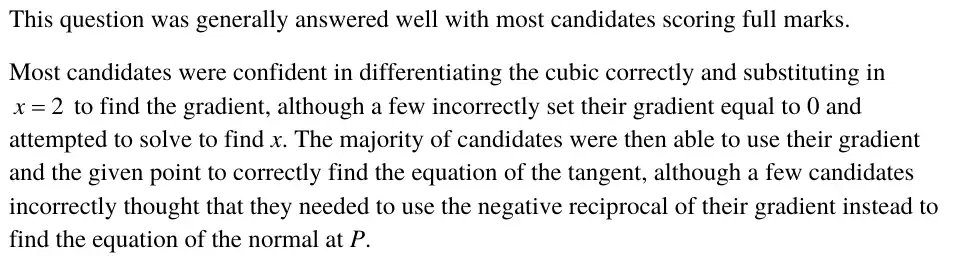 This question was generally answered well with most candidates scoring full marks.
Most candidates were confident in differentiating the cubic correctly and substituting in
x = 2 to find the gradient, although a few incorrectly set their gradient equal to 0 and
attempted to solve to find x. The majority of candidates were then able to use their gradient
and the given point to correctly find the equation of the tangent, although a few candidates
incorrectly thought that they needed to use the negative reciprocal of their gradient instead to
find the equation of the normal at P.